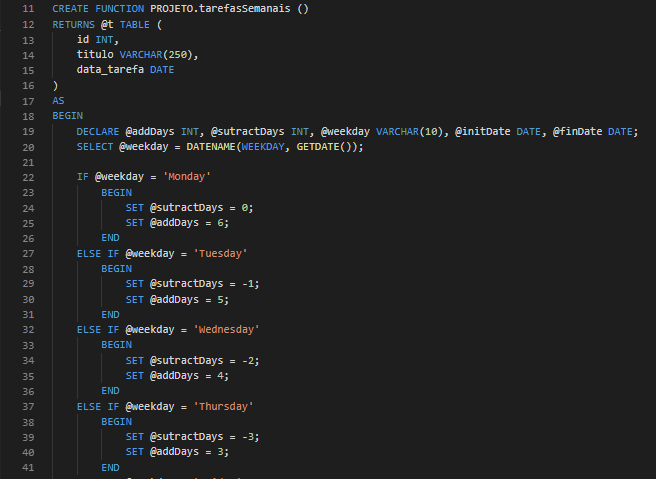 11 CREATE FUNCTION PROJETO.tarefasSemanais ()
12 RETURNS @t TABLE (
13 id INT,
14 titulo VARCHAR(250),
15 data_tarefa DATE
16 )
17 AS
18 BEGIN
19 DECLARE @addDays INT, @sutractDays INT, @weekday VARCHAR(10), @initDate DATE, @finDate DATE;
20 SELECT @weekday = DATENAME(WEEKDAY, GETDATE());
21
22 IF @weekday = 'Monday'
23 BEGIN
24 SET @sutractDays = 0;
25 SET @addDays = 6;
26 END
27 ELSE IF @weekday = 'Tuesday'
28 BEGIN
29 SET @sutractDays = -1;
30 SET @addDays = 5;
31 END
32 ELSE IF @weekday = 'Wednesday'
33 BEGIN
34 SET @sutractDays = -2;
35 SET @addDays = 4;
36 END
37 ELSE IF @weekday = 'Thursday'
38 BEGIN
39 SET @sutractDays = -3;
40 SET @addDays = 3;
41 END